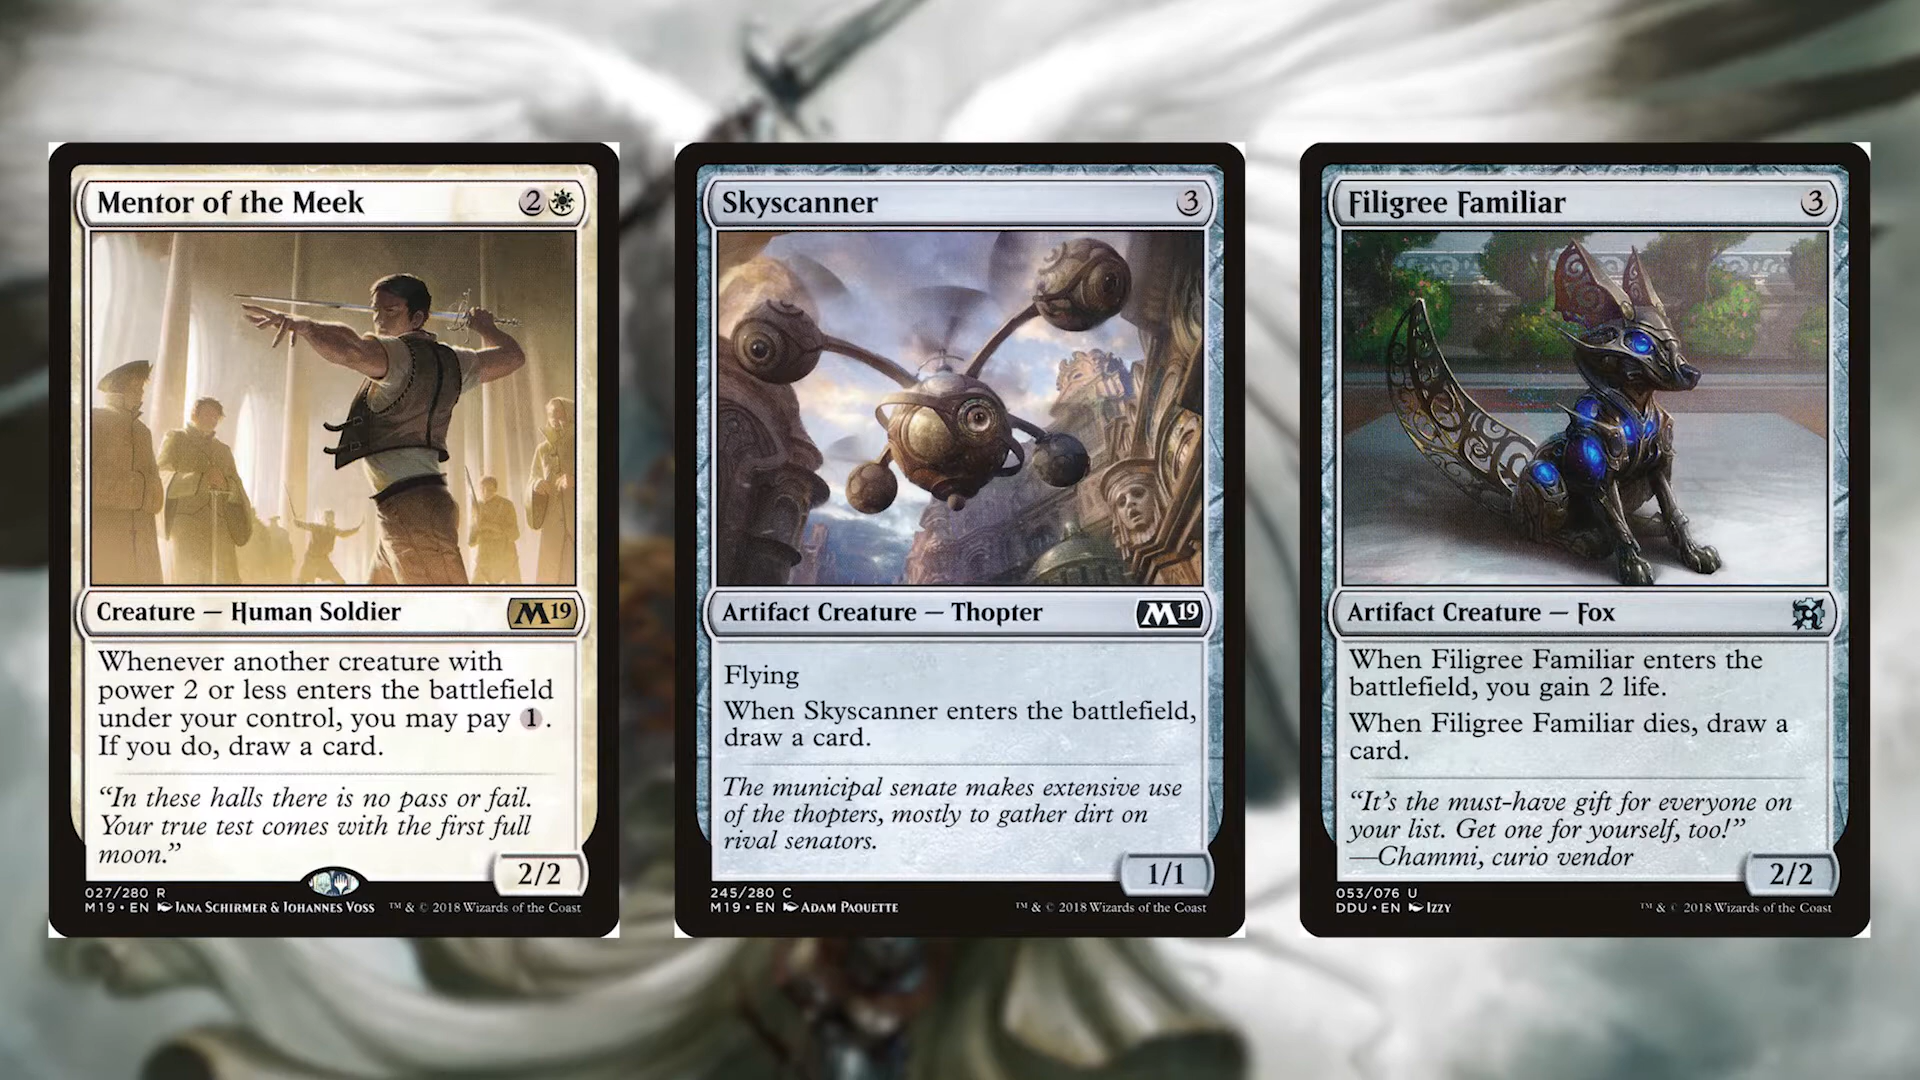 Mentor of the Meek 2
Creature — Human Soldier M19
Whenever another creature with
power 2 or less enters the battlefield
under your control, you may pay 1.
If you do, draw a card.
“In these halls there is no pass or fail.
Your true test comes with the first full
moon.”
2/2
027/280 R
M19 • EN Jana Schirmer & Johannes Voss ™ & © 2018 Wizards of the Coast
Skyscanner 3
Artifact Creature — Thopter M19
Flying
When Skyscanner enters the battlefield,
draw a card.
The municipal senate makes extensive use
of the thopters, mostly to gather dirt on
rival senators.
1/1
245/280 C
M19 • EN Adam Paquette ™ & © 2018 Wizards of the Coast
Filigree Familiar 3
Artifact Creature — Fox
When Filigree Familiar enters the
battlefield, you gain 2 life.
When Filigree Familiar dies, draw a
card.
“It’s the must-have gift for everyone on
your list. Get one for yourself, too!”
—Chammi, curio vendor
2/2
053/076 U
DDU • EN Izzy ™ & © 2018 Wizards of the Coast